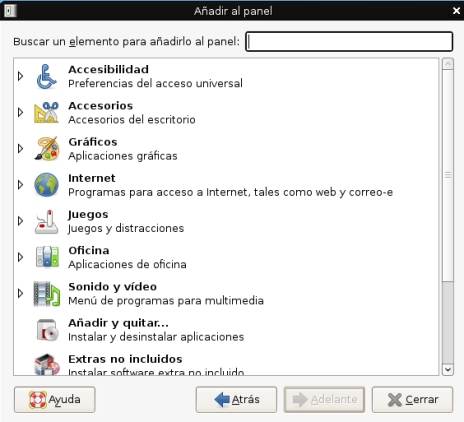 Añadir al panel
Buscar un elemento para añadirlo al panel:
Accesibilidad
Preferencias del acceso universal
Accesorios
Accesorios del escritorio
Gráficos
Aplicaciones gráficas
Internet
Programas para acceso a Internet, tales como web y correo-e
Juegos
Juegos y distracciones
Oficina
Aplicaciones de oficina
Sonido y vídeo
Menú de programas para multimedia
Añadir y quitar...
Instalar y desinstalar aplicaciones
Extras no incluidos
Instalar software extra no incluido
Ayuda Atrás Adelante Cerrar